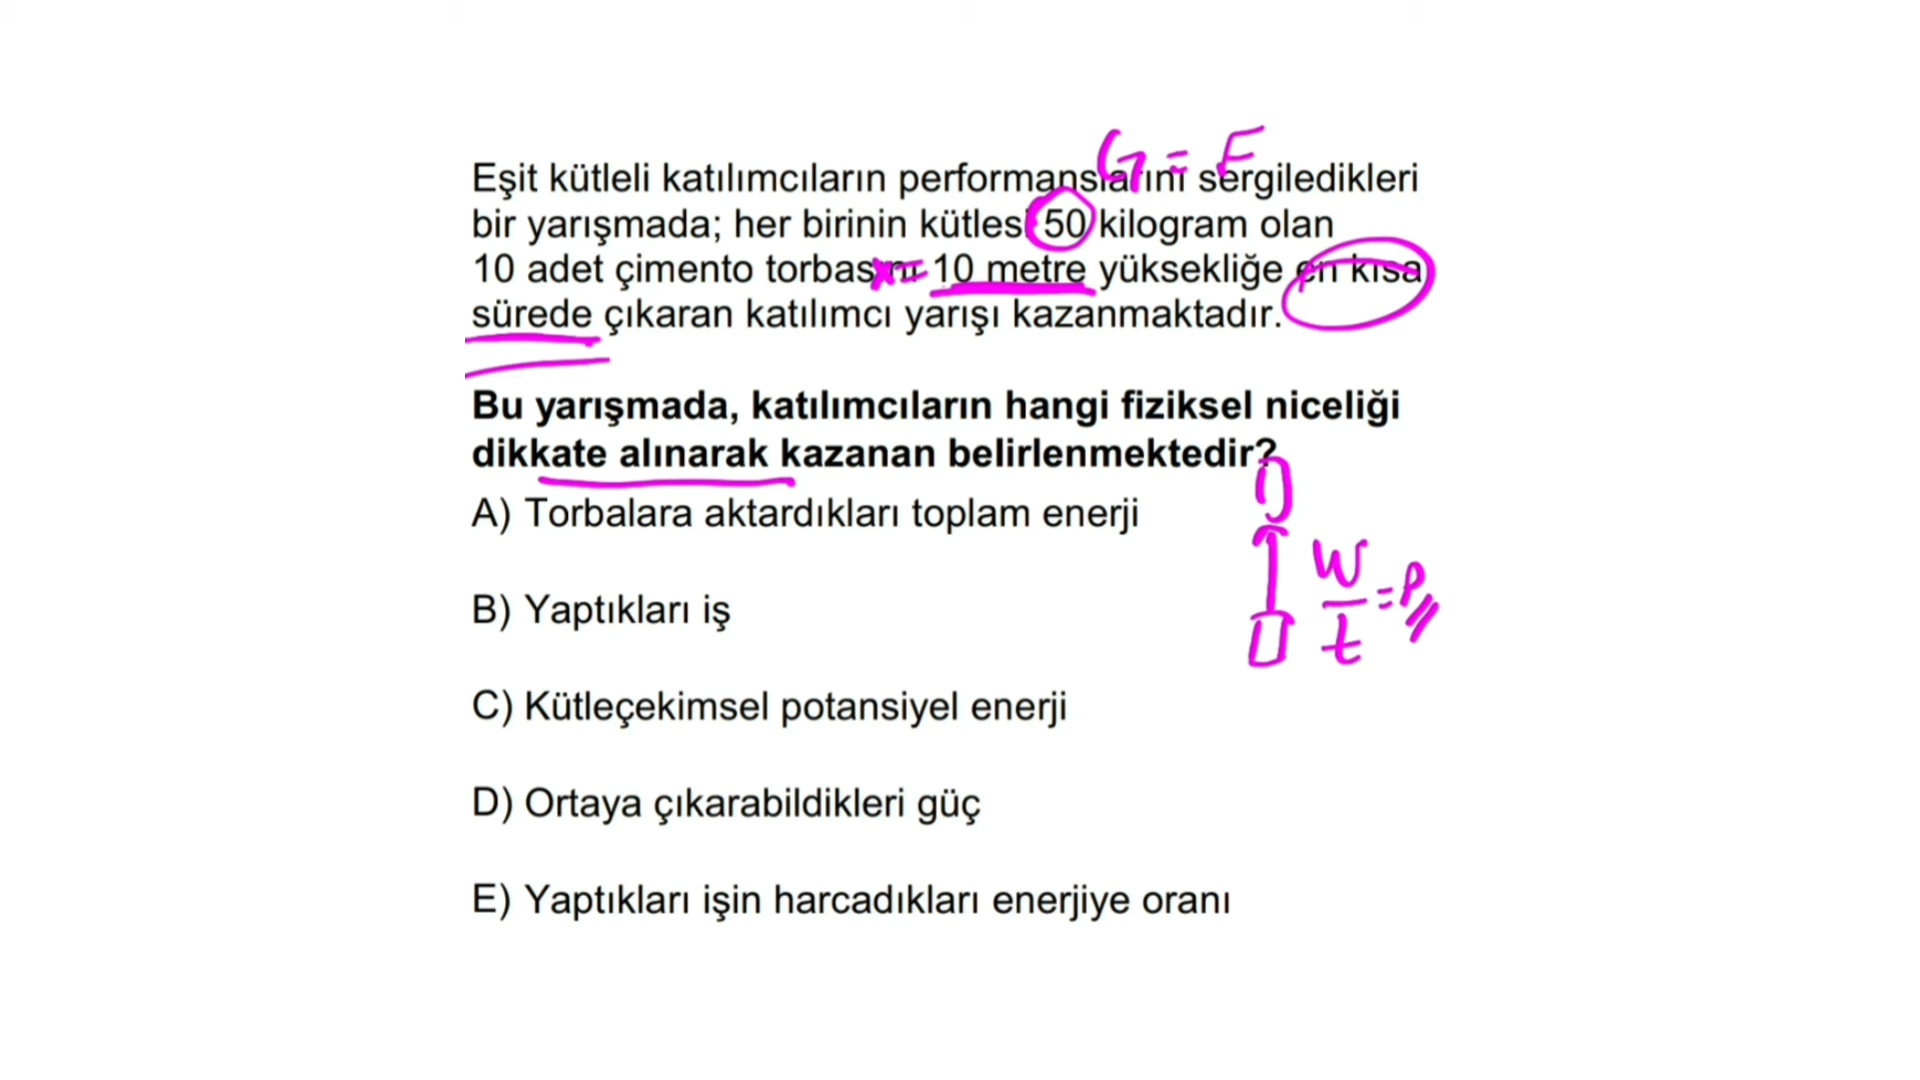 G = F
Eşit kütleli katılımcıların performanslarını sergiledikleri
bir yarışmada; her birinin kütlesi 50 kilogram olan
10 adet çimento torbasını 10 metre yüksekliğe en kısa
x =
sürede çıkaran katılımcı yarışı kazanmaktadır.
Bu yarışmada, katılımcıların hangi fiziksel niceliği
dikkate alınarak kazanan belirlenmektedir?
A) Torbalara aktardıkları toplam enerji
B) Yaptıkları iş
W/t = P
C) Kütleçekimsel potansiyel enerji
D) Ortaya çıkarabildikleri güç
E) Yaptıkları işin harcadıkları enerjiye oranı